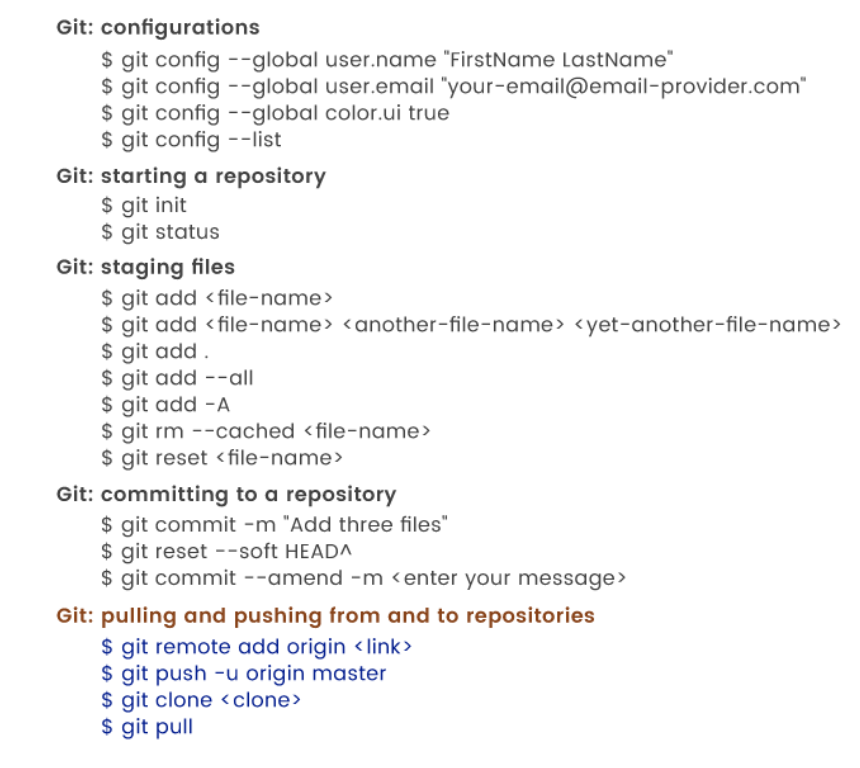 Git: configurations
$ git config --global user.name "FirstName LastName"
$ git config --global user.email "your-email@email-provider.com"
$ git config --global color.ui true
$ git config --list
Git: starting a repository
$ git init
$ git status
Git: staging files
$ git add <file-name>
$ git add <file-name> <another-file-name> <yet-another-file-name>
$ git add .
$ git add --all
$ git add -A
$ git rm --cached <file-name>
$ git reset <file-name>
Git: committing to a repository
$ git commit -m "Add three files"
$ git reset --soft HEAD^
$ git commit --amend -m <enter your message>
Git: pulling and pushing from and to repositories
$ git remote add origin <link>
$ git push -u origin master
$ git clone <clone>
$ git pull